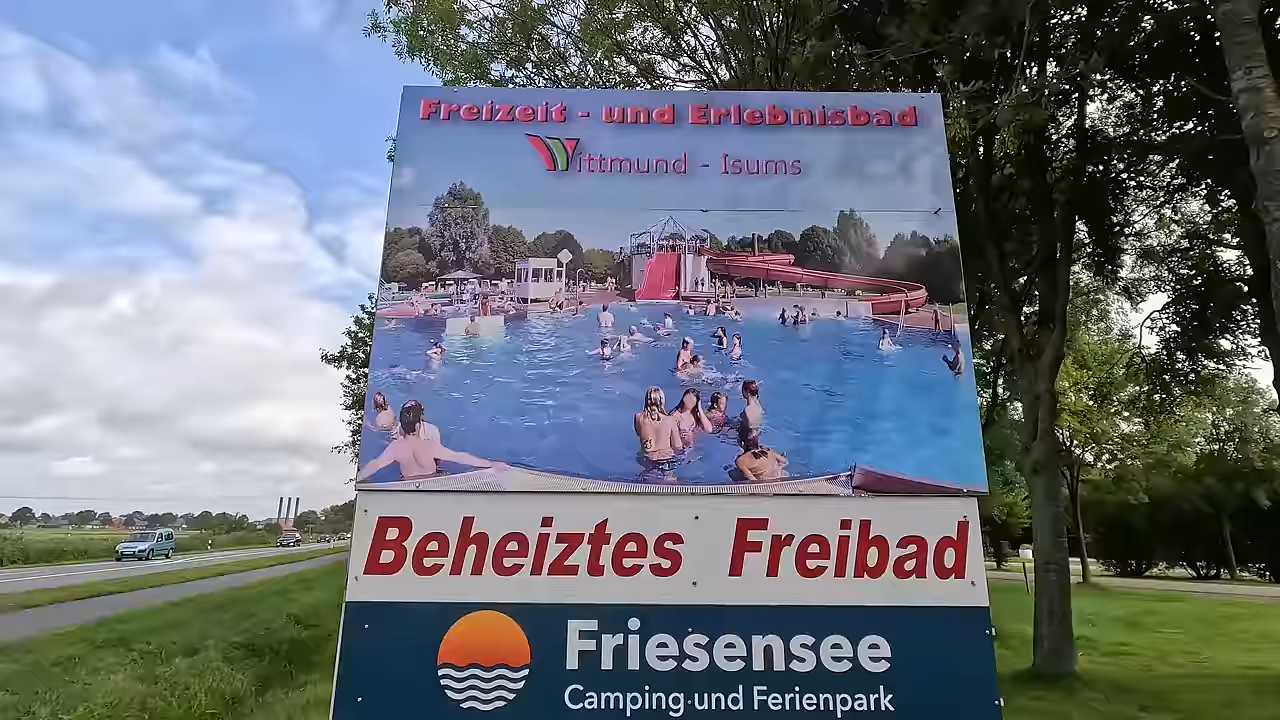 Freizeit - und Erlebnisbad
Wittmund - Isums
Beheiztes Freibad
Friesensee
Camping und Ferienpark